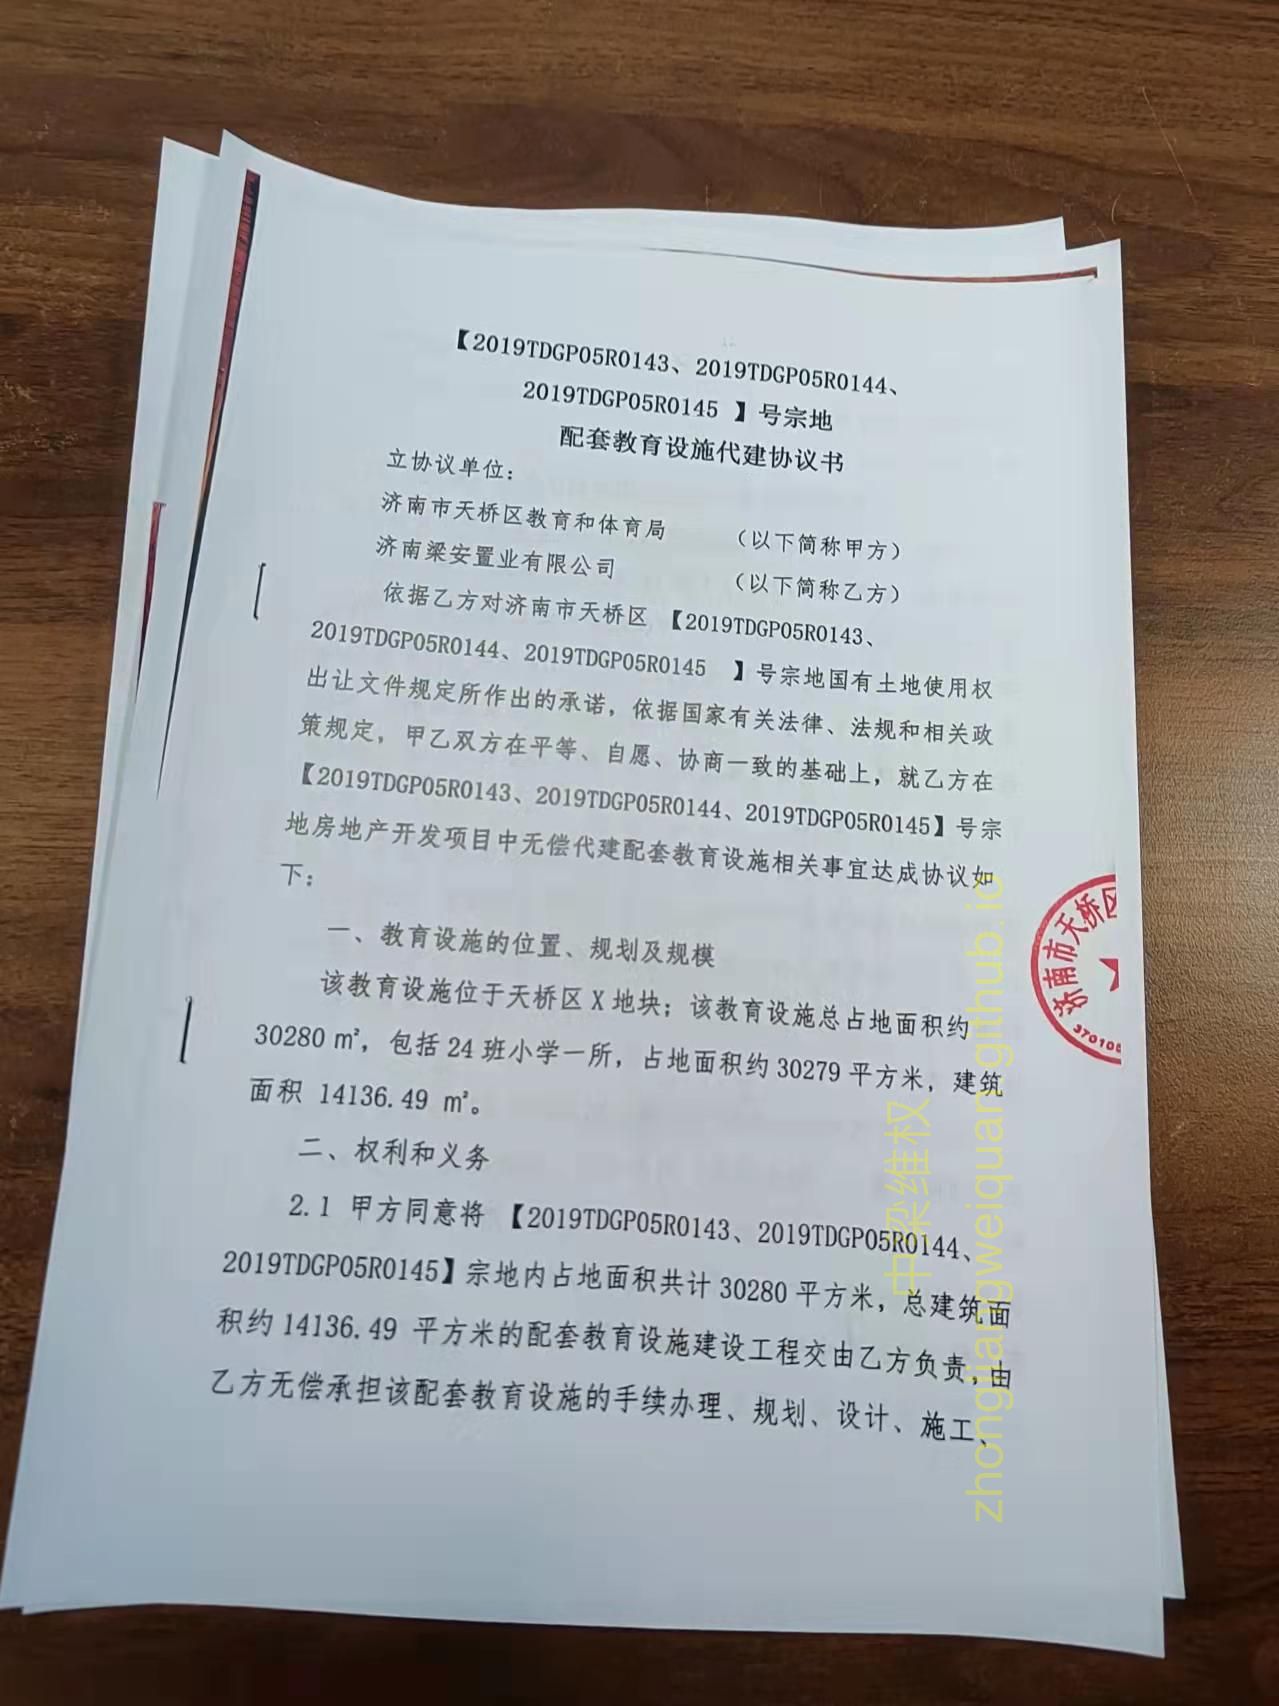 【2019TDGP05R0143、2019TDGP05R0144、
2019TDGP05R0145 】号宗地
配套教育设施代建协议书
立协议单位：
济南市天桥区教育和体育局 （以下简称甲方）
济南梁安置业有限公司 （以下简称乙方）
依据乙方对济南市天桥区 【2019TDGP05R0143、
2019TDGP05R0144、2019TDGP05R0145 】号宗地国有土地使用权
出让文件规定所作出的承诺，依据国家有关法律、法规和相关政
策规定，甲乙双方在平等、自愿、协商一致的基础上，就乙方在
【2019TDGP05R0143、2019TDGP05R0144、2019TDGP05R0145】号宗
地房地产开发项目中无偿代建配套教育设施相关事宜达成协议如
下：
一、教育设施的位置、规划及规模
该教育设施位于天桥区 X 地块；该教育设施总占地面积约
30280 ㎡，包括 24 班小学一所，占地面积约 30279 平方米，建筑
面积 14136.49 ㎡。
二、权利和义务
2.1 甲方同意将 【2019TDGP05R0143、2019TDGP05R0144、
2019TDGP05R0145】宗地内占地面积共计 30280 平方米，总建筑面
积约 14136.49 平方米的配套教育设施建设工程交由乙方负责，由
乙方无偿承担该配套教育设施的手续办理、规划、设计、施工、
济南市天桥区
37010
中梁维权
zhongliangweiquan.github.io